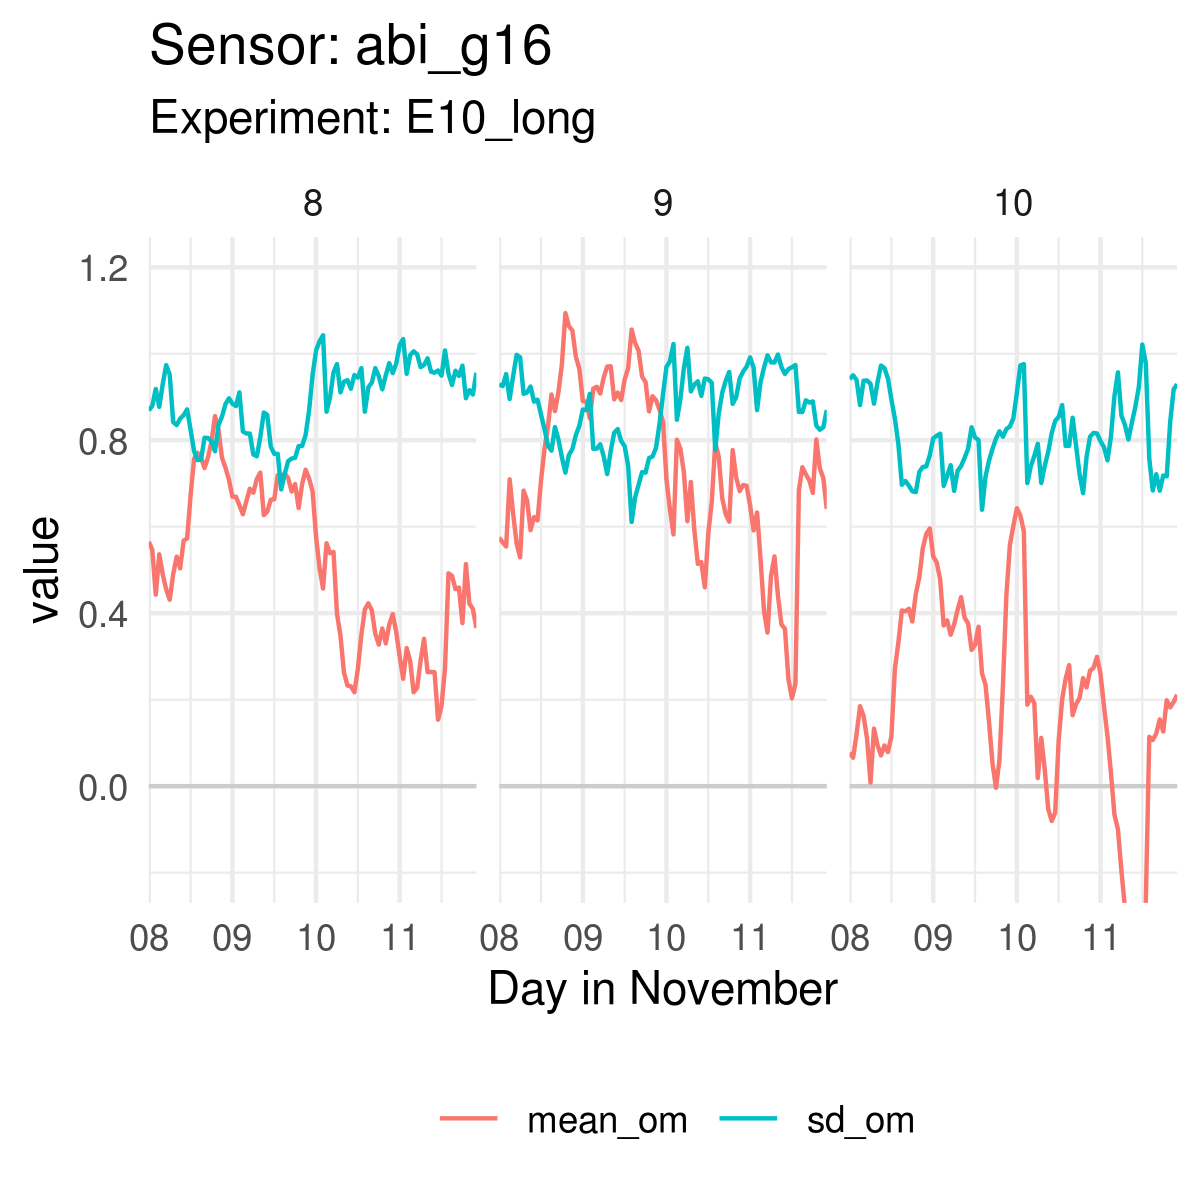 Sensor: abi_g16
Experiment: E10_long
8 9 10
1.2
0.8
0.4
0.0
value
08 09 10 11 08 09 10 11 08 09 10 11
Day in November
mean_om sd_om